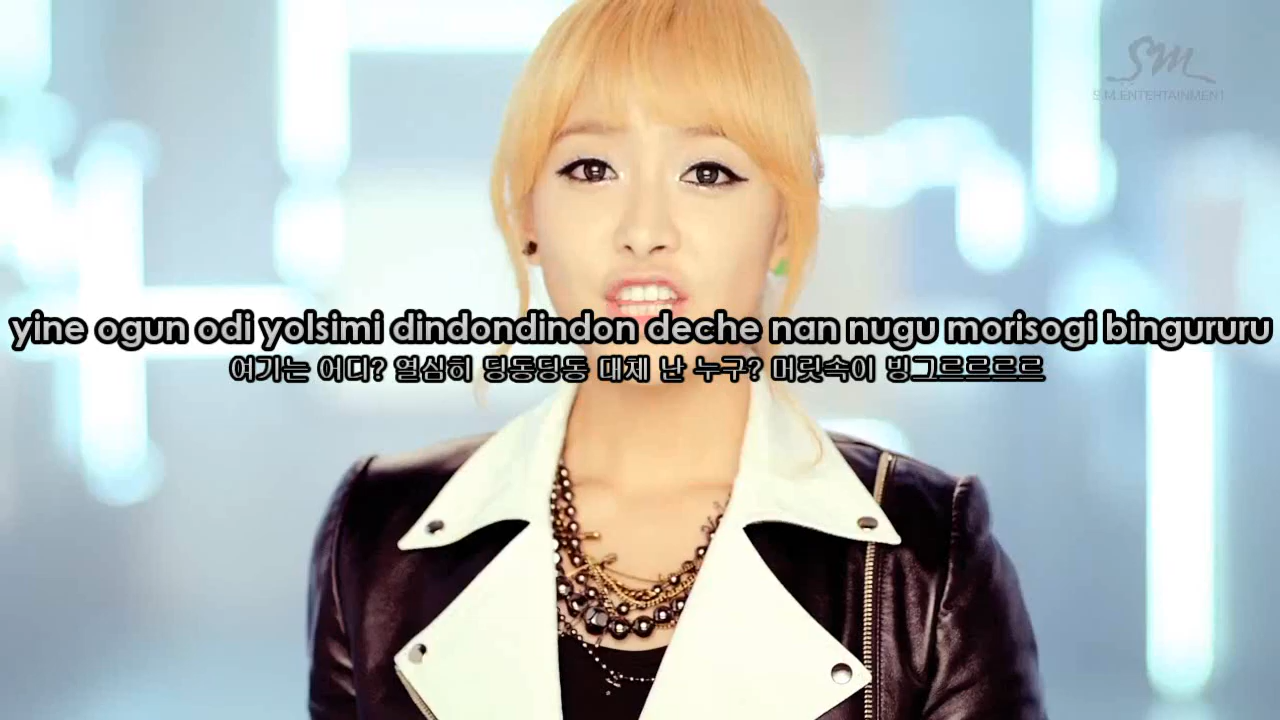 SM
S.M.ENTERTAINMENT
yine ogun odi yolsimi dindondindon deche nan nugu morisogi bingururu
여기는 어디? 열심히 딩동딩동 대체 난 누구? 머릿속이 빙그르르르르